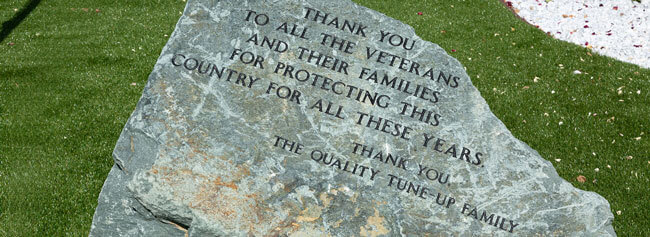 THANK YOU
TO ALL THE VETERANS
AND THEIR FAMILIES
FOR PROTECTING THIS
COUNTRY FOR ALL THESE YEARS
THANK YOU,
THE QUALITY TUNE-UP FAMILY